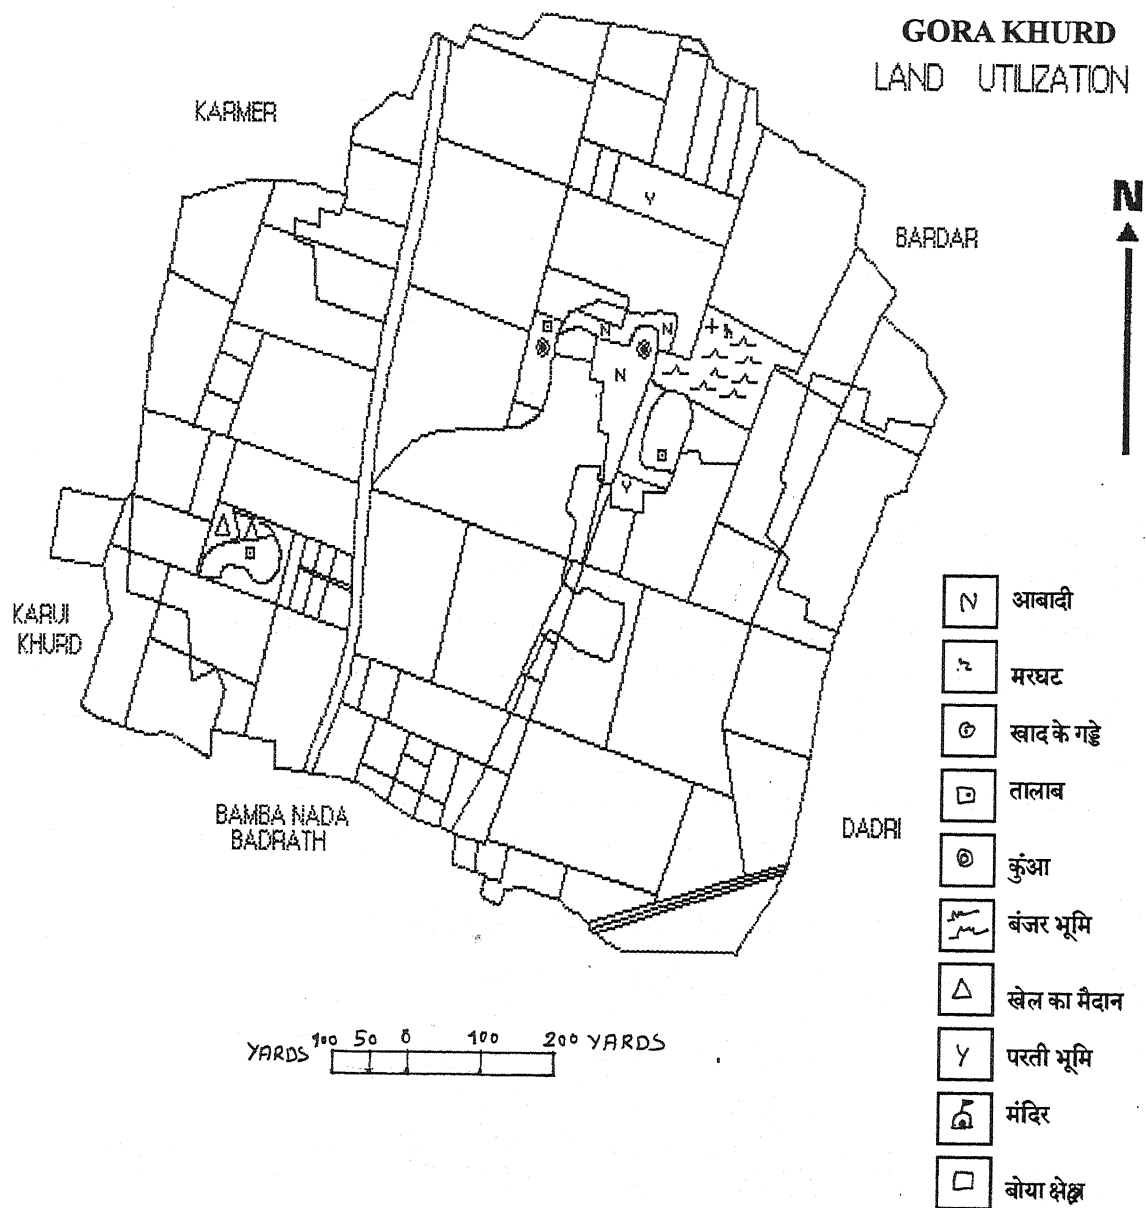 GORA KHURD
LAND UTILIZATION
KARMER
N
BARDAR
Y
N
N
N
Y
KARUI
KHURD
BAMBA NADA
BADRATH
DADRI
N आबादी
मरघट
खाद के गड्डे
तालाब
कुंआ
बंजर भूमि
खेल का मैदान
Y परती भूमि
मंदिर
बोया क्षेत्र
YARDS 100 50 0 100 200 YARDS